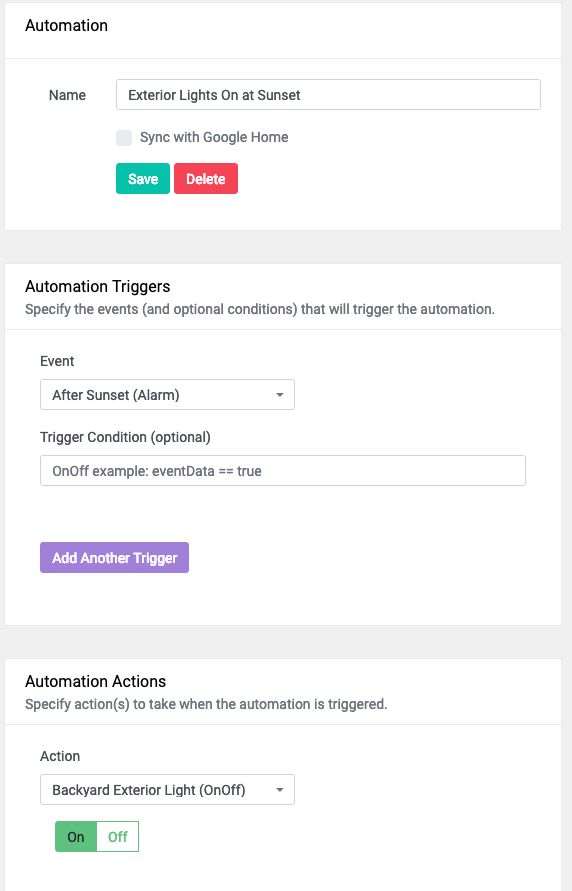 Automation
Name
Exterior Lights On at Sunset
Sync with Google Home
Save Delete
Automation Triggers
Specify the events (and optional conditions) that will trigger the automation.
Event
After Sunset (Alarm)
Trigger Condition (optional)
OnOff example: eventData == true
Add Another Trigger
Automation Actions
Specify action(s) to take when the automation is triggered.
Action
Backyard Exterior Light (OnOff)
On Off